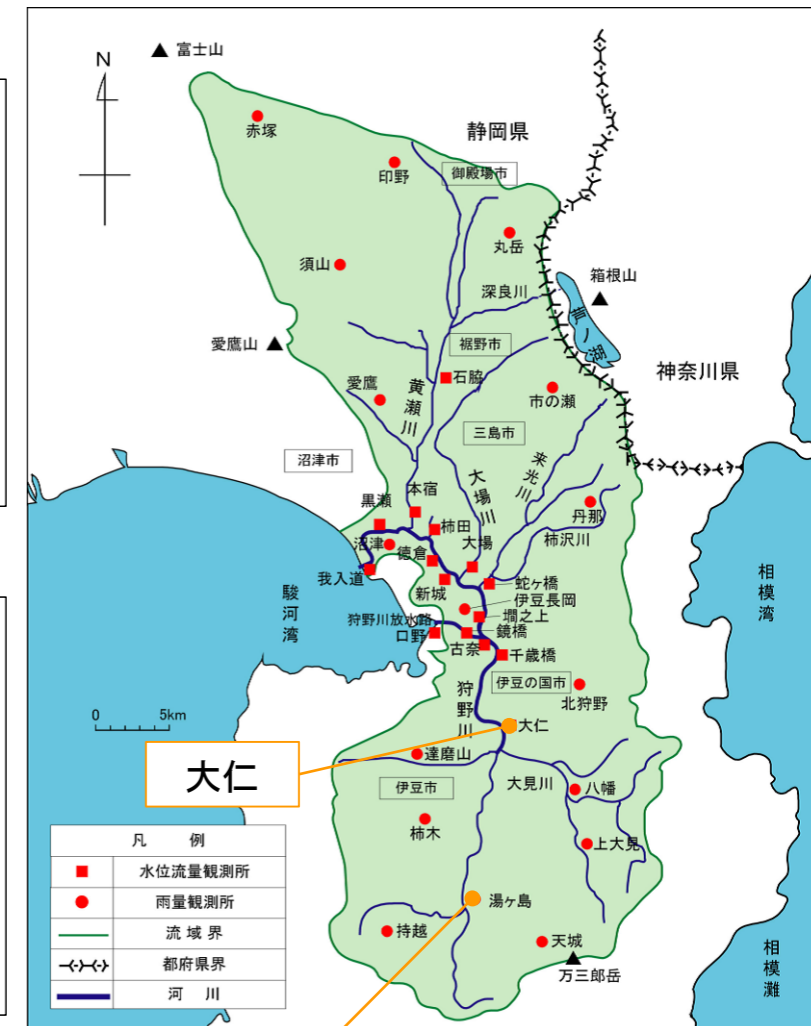 富士山
N
赤塚
静岡県
印野
御殿場市
丸岳
須山
深良川
箱根山
芦ノ湖
愛鷹山
裾野市
石脇
神奈川県
愛鷹
黄瀬川
市の瀬
三島市
沼津市
大場川
来光川
本宿
黒瀬
柿田
丹那
沼津
徳倉
大場
柿沢川
我入道
新城
蛇ヶ橋
伊豆長岡
駿河湾
狩野川放水路
墹之上
口野
鏡橋
古奈
千歳橋
相模湾
伊豆の国市
狩野川
北狩野
0 5km
大仁
大仁
達磨山
大見川
八幡
伊豆市
柿木
上大見
凡 例
水位流量観測所
雨量観測所
流域界
都府県界
河川
湯ヶ島
持越
天城
万三郎岳
相模灘